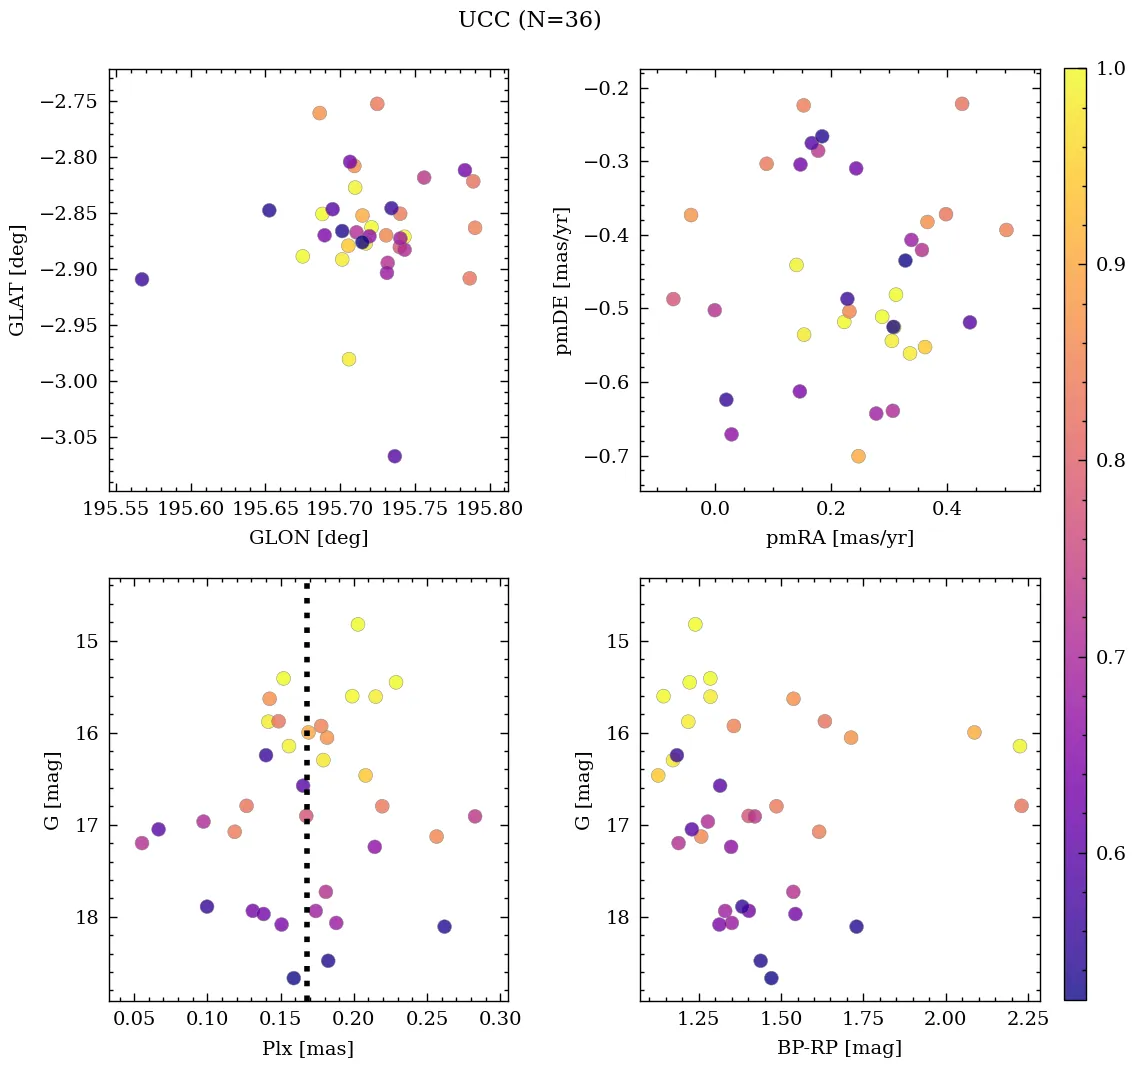 UCC (N=36)
−2.75
−2.80
−2.85
−2.90
−2.95
−3.00
−3.05
GLAT [deg]
195.55 195.60 195.65 195.70 195.75 195.80
GLON [deg]
−0.2
−0.3
−0.4
−0.5
−0.6
−0.7
pmDE [mas/yr]
0.0 0.2 0.4
pmRA [mas/yr]
15
16
17
18
G [mag]
0.05 0.10 0.15 0.20 0.25 0.30
Plx [mas]
15
16
17
18
G [mag]
1.25 1.50 1.75 2.00 2.25
BP-RP [mag]
1.0
0.9
0.8
0.7
0.6